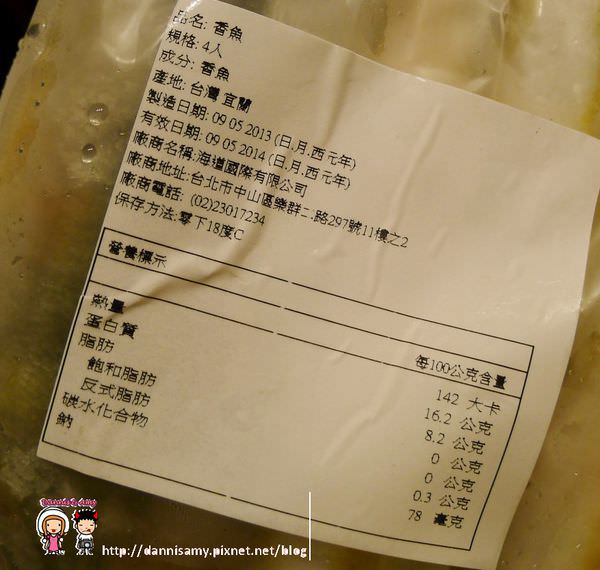 品名: 香魚
規格: 4人
成分: 香魚
產地: 台灣 宜蘭
製造日期: 09 05 2013 (日.月.西元年)
有效日期: 09 05 2014 (日.月.西元年)
廠商名稱:海道國際有限公司
廠商地址:台北市中山區樂群二路297號11樓之2
廠商電話: (02)23017234
保存方法:零下18度C
營養標示
每100公克含量
熱量 142 大卡
蛋白質 16.2 公克
脂肪 8.2 公克
飽和脂肪 0 公克
反式脂肪 0 公克
碳水化合物 0.3 公克
鈉 78 毫克
http://dannisamy.pixnet.net/blog